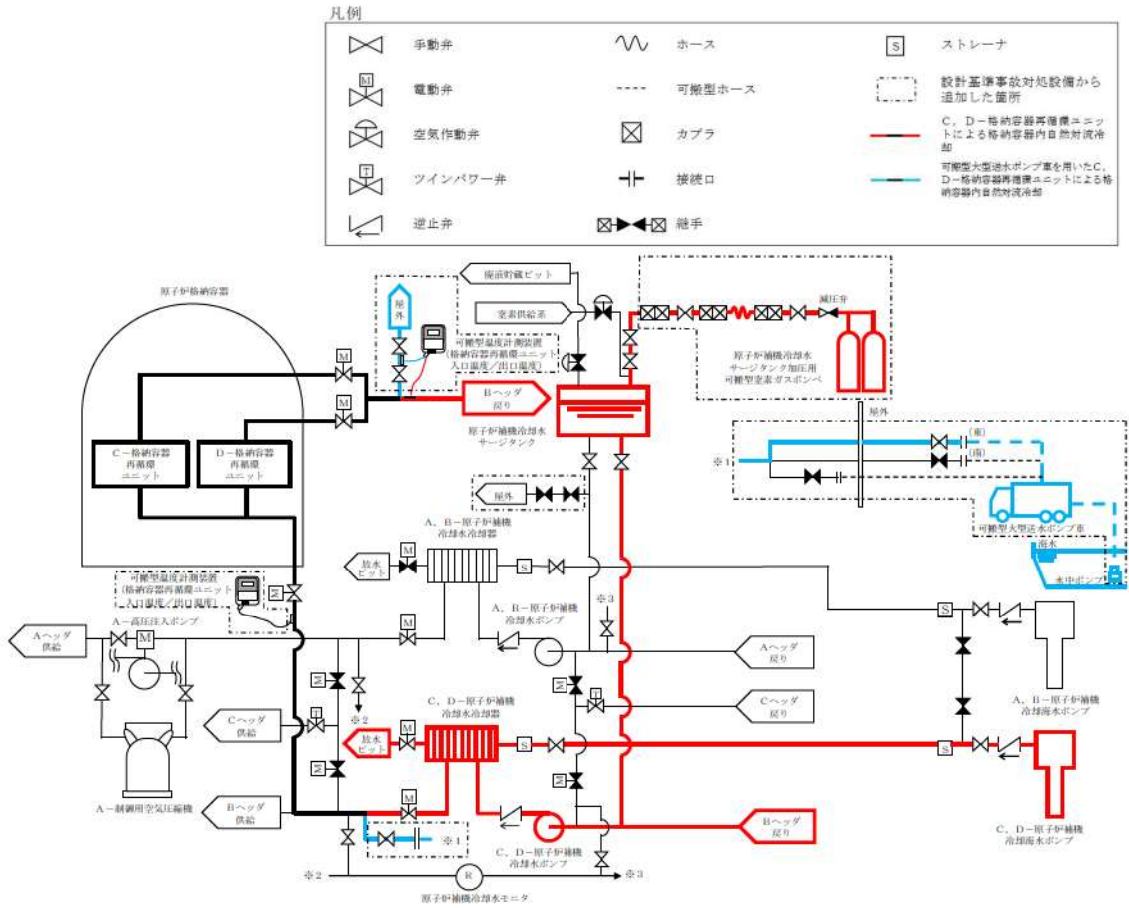 凡例
手動弁
ホース
S
ストレーナ
M
電動弁
可搬型ホース
設計基準事故対処設備から
追加した箇所
空気作動弁
カプラ
C,D-格納容器再循環ユニッ
トによる格納容器内自然対流冷
却
T
ツインパワー弁
接続口
可搬型大型送水ポンプ車を用いたC,
D-格納容器再循環ユニットによる格
納容器内自然対流冷却
逆止弁
継手
原子炉格納容器
屋
外
廃液貯蔵ピット
窒素供給系
可搬型温度計測装置
(格納容器再循環ユニット
入口温度/出口温度)
減圧弁
原子炉補機冷却水
サージタンク加圧用
可搬型窒素ガスボンベ
M
M
Bヘッダ
戻り
原子炉補機冷却水
サージタンク
C-格納容器
再循環
ユニット
D-格納容器
再循環
ユニット
屋外
※1
(東)
(南)
可搬型大型送水ポンプ車
海水
水中ポンプ
屋外
A,B-原子炉補機
冷却水冷却器
放水
ピット
M
S
可搬型温度計測装置
(格納容器再循環ユニット
入口温度/出口温度)
M
※3
A,B-原子炉補機
冷却水ポンプ
S
A-高圧注入ポンプ
Aヘッダ
供給
M
M
Aヘッダ
戻り
A,B-原子炉補機
冷却海水ポンプ
M
※2
M
T
Cヘッダ
戻り
C,D-原子炉補機
冷却水冷却器
Cヘッダ
供給
T
放水
ピット
M
S
S
M
M
A-制御用空気圧縮機
Bヘッダ
供給
M
※1
C,D-原子炉補機
冷却水ポンプ
Bヘッダ
戻り
C,D-原子炉補機
冷却海水ポンプ
※2
R
※3
原子炉補機冷却水モニタ